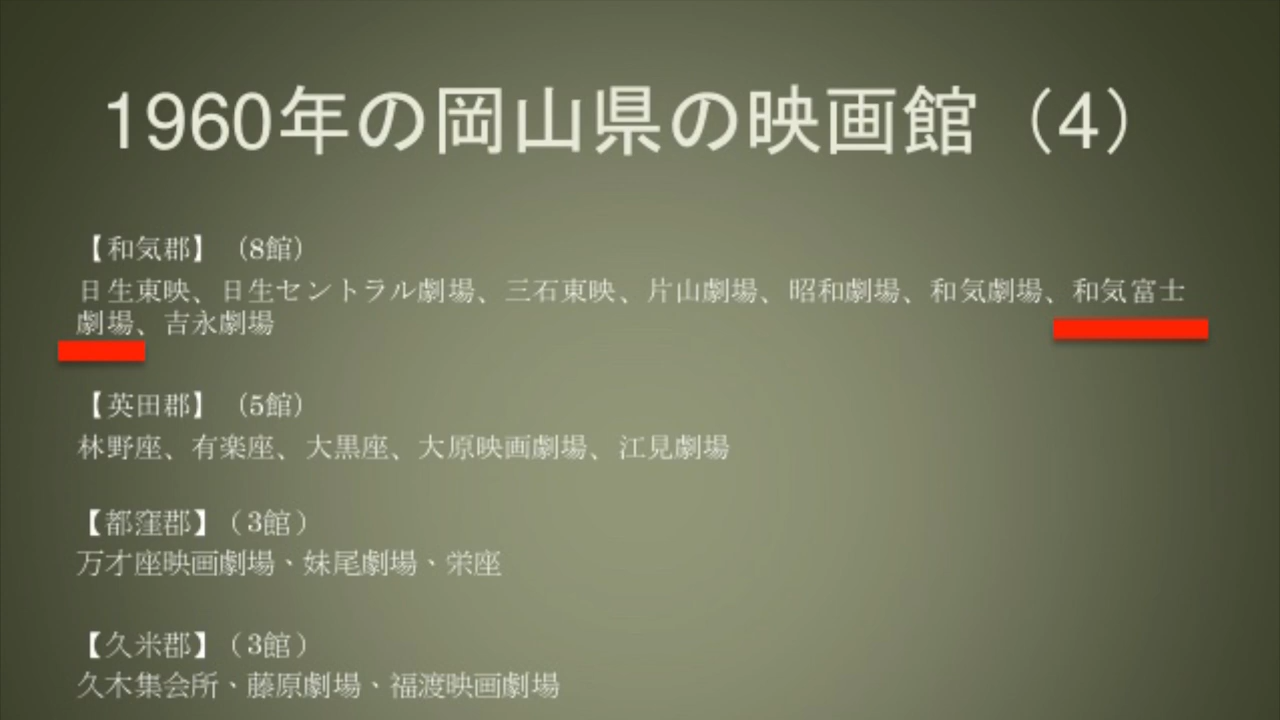 1960年の岡山県の映画館（4）
【和気郡】（8館）
日生東映、日生セントラル劇場、三石東映、片山劇場、昭和劇場、和気劇場、和気富士
劇場、吉永劇場
【英田郡】（5館）
林野座、有楽座、大黒座、大原映画劇場、江見劇場
【都窪郡】（3館）
万才座映画劇場、妹尾劇場、栄座
【久米郡】（3館）
久木集会所、藤原劇場、福渡映画劇場